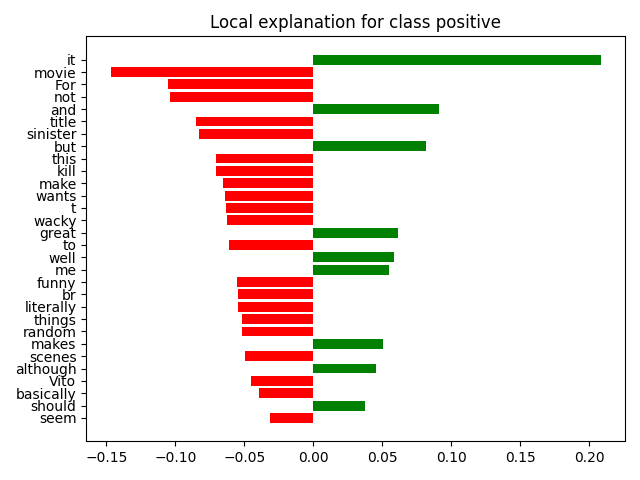 Local explanation for class positive
it
movie
For
not
and
title
sinister
but
this
kill
make
wants
t
wacky
great
to
well
me
funny
br
literally
things
random
makes
scenes
although
Vito
basically
should
seem
−0.15 −0.10 −0.05 0.00 0.05 0.10 0.15 0.20